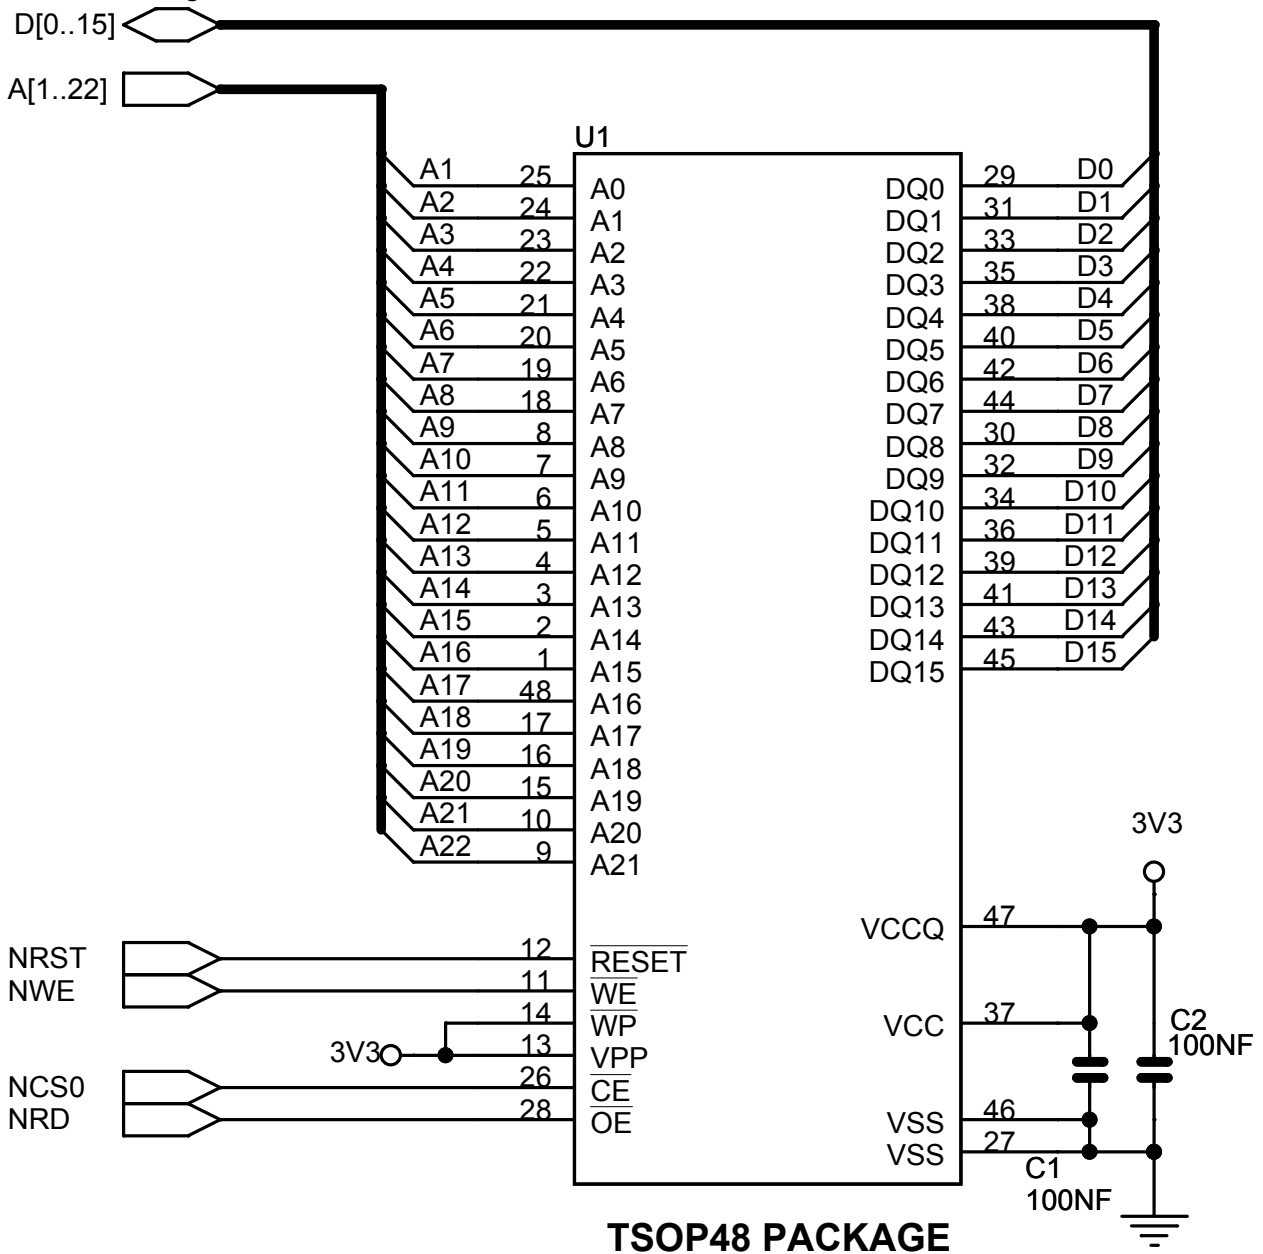 D[0..15]
A[1..22]
U1
A1 25 A0 DQ0 29 D0
A2 24 A1 DQ1 31 D1
A3 23 A2 DQ2 33 D2
A4 22 A3 DQ3 35 D3
A5 21 A4 DQ4 38 D4
A6 20 A5 DQ5 40 D5
A7 19 A6 DQ6 42 D6
A8 18 A7 DQ7 44 D7
A9 8 A8 DQ8 30 D8
A10 7 A9 DQ9 32 D9
A11 6 A10 DQ10 34 D10
A12 5 A11 DQ11 36 D11
A13 4 A12 DQ12 39 D12
A14 3 A13 DQ13 41 D13
A15 2 A14 DQ14 43 D14
A16 1 A15 DQ15 45 D15
A17 48 A16
A18 17 A17
A19 16 A18
A20 15 A19
A21 10 A20
A22 9 A21
3V3
VCCQ 47
NRST 12 RESET
NWE 11 WE
14 WP VCC 37 C2
100NF
3V3 13 VPP
NCS0 26 CE
NRD 28 OE VSS 46
VSS 27 C1
100NF
TSOP48 PACKAGE